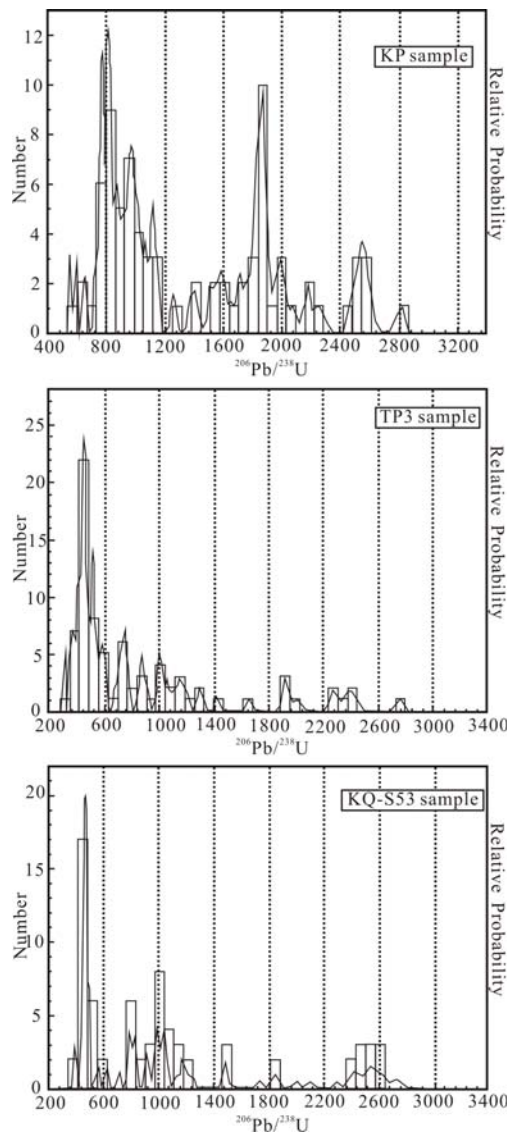 KP sample
12
10
8
6
4
2
0
Number
Relative Probability
400 800 1200 1600 2000 2400 2800 3200
²⁰⁶Pb/²³⁸U
TP3 sample
25
20
15
10
5
0
Number
Relative Probability
200 600 1000 1400 1800 2200 2600 3000 3400
²⁰⁶Pb/²³⁸U
KQ-S53 sample
20
15
10
5
0
Number
Relative Probability
200 600 1000 1400 1800 2200 2600 3000 3400
²⁰⁶Pb/²³⁸U